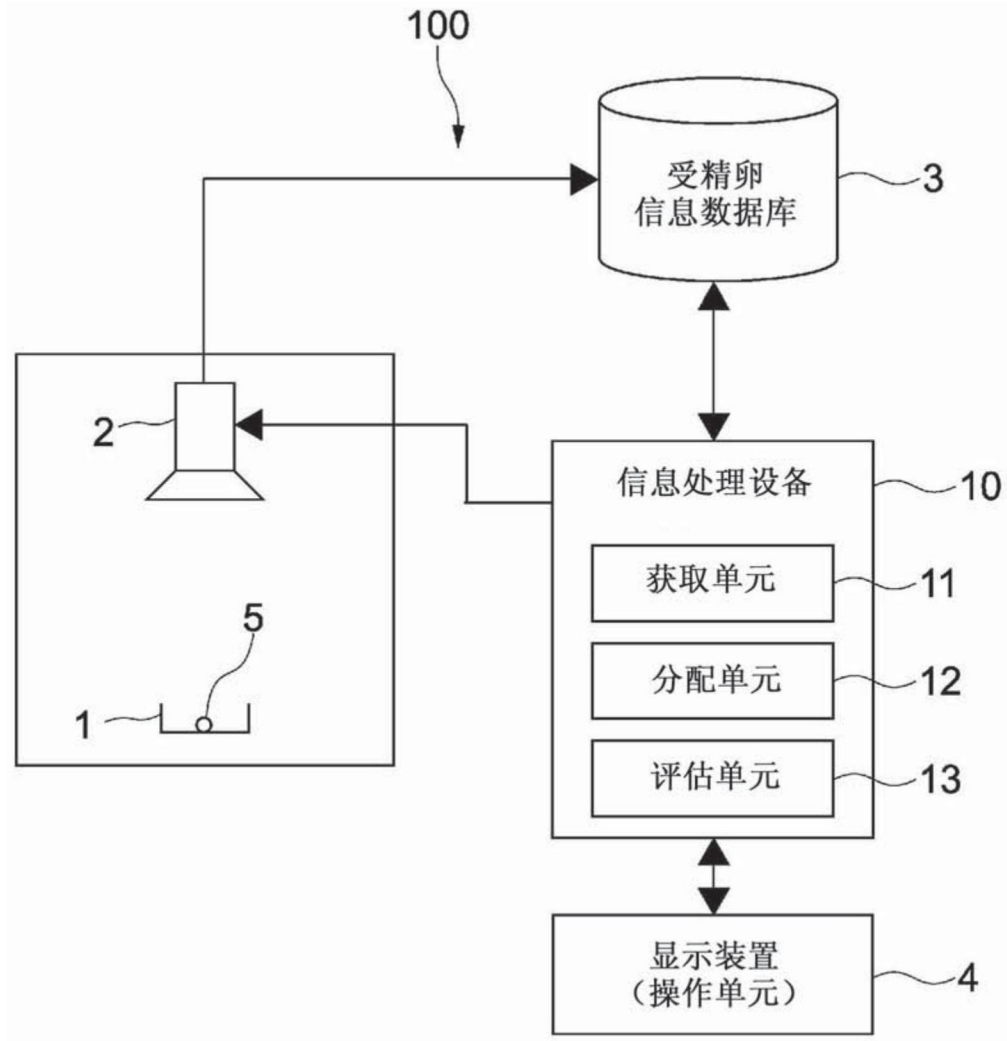 100
受精卵
信息数据库
3
2
信息处理设备
10
获取单元
11
5
分配单元
12
1
评估单元
13
显示装置
（操作单元）
4